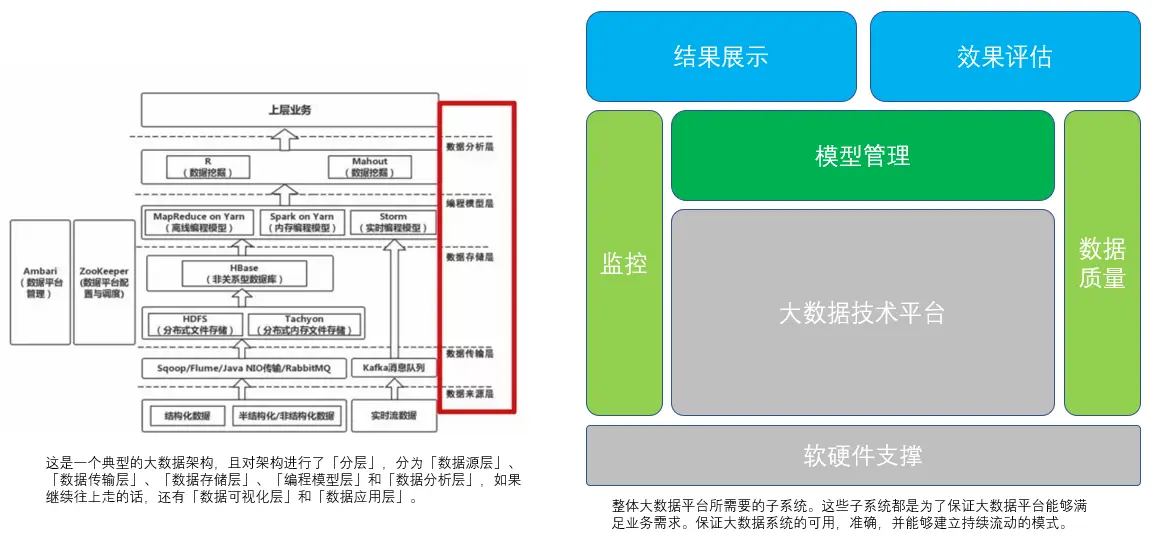 上层业务
数据分析层
R
(数据挖掘)
Mahout
(数据挖掘)
编程模型层
MapReduce on Yarn
(离线编程模型)
Spark on Yarn
(内存编程模型)
Storm
(实时编程模型)
数据存储层
Ambari
(数据平台
管理)
ZooKeeper
(数据平台配
置与调度)
HBase
(非关系型数据库)
HDFS
(分布式文件存储)
Tachyon
(分布式内存文件存储)
数据传输层
Sqoop/Flume/Java NIO传输/RabbitMQ
Kafka消息队列
数据来源层
结构化数据
半结构化/非结构化数据
实时流数据
这是一个典型的大数据架构，且对架构进行了「分层」，分为「数据源层」、
「数据传输层」、「数据存储层」、「编程模型层」和「数据分析层」，如果
继续往上走的话，还有「数据可视化层」和「数据应用层」。
结果展示
效果评估
监控
模型管理
数据
质量
大数据技术平台
软硬件支撑
整体大数据平台所需要的子系统。这些子系统都是为了保证大数据平台能够满
足业务需求。保证大数据系统的可用，准确，并能够建立持续流动的模式。